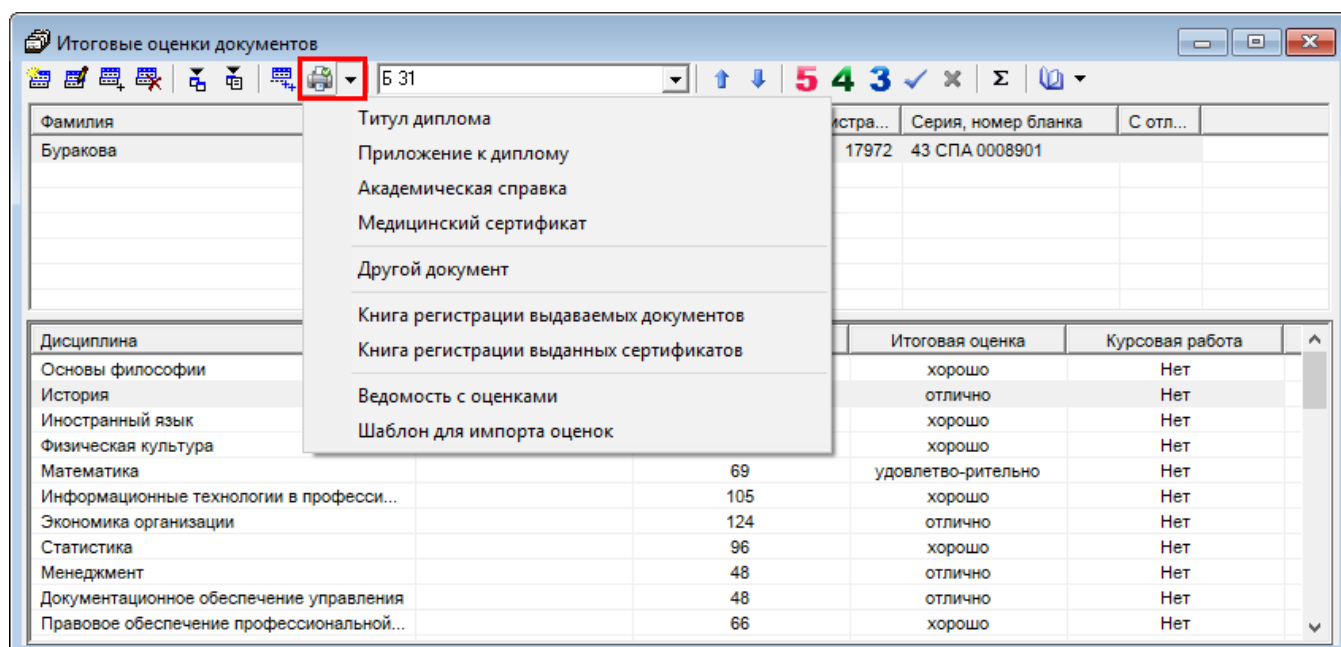 Итоговые оценки документов
Б 31
5 4 3 Σ
Фамилия
истра... Серия, номер бланка С отл...
Буракова 17972 43 СПА 0008901
Титул диплома
Приложение к диплому
Академическая справка
Медицинский сертификат
Другой документ
Книга регистрации выдаваемых документов
Книга регистрации выданных сертификатов
Ведомость с оценками
Шаблон для импорта оценок
Дисциплина Итоговая оценка Курсовая работа
Основы философии хорошо Нет
История отлично Нет
Иностранный язык хорошо Нет
Физическая культура хорошо Нет
Математика 69 удовлетво-рительно Нет
Информационные технологии в професси... 105 хорошо Нет
Экономика организации 124 отлично Нет
Статистика 96 хорошо Нет
Менеджмент 48 отлично Нет
Документационное обеспечение управления 48 отлично Нет
Правовое обеспечение профессиональной... 66 хорошо Нет